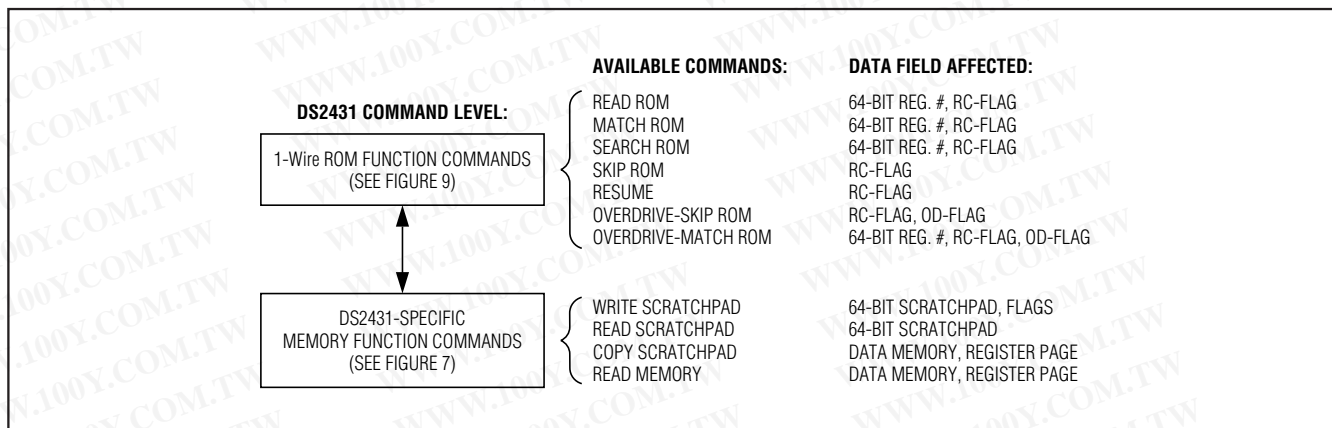 AVAILABLE COMMANDS: DATA FIELD AFFECTED:
DS2431 COMMAND LEVEL:
1-Wire ROM FUNCTION COMMANDS
(SEE FIGURE 9)
READ ROM 64-BIT REG. #, RC-FLAG
MATCH ROM 64-BIT REG. #, RC-FLAG
SEARCH ROM 64-BIT REG. #, RC-FLAG
SKIP ROM RC-FLAG
RESUME RC-FLAG
OVERDRIVE-SKIP ROM RC-FLAG, OD-FLAG
OVERDRIVE-MATCH ROM 64-BIT REG. #, RC-FLAG, OD-FLAG
DS2431-SPECIFIC
MEMORY FUNCTION COMMANDS
(SEE FIGURE 7)
WRITE SCRATCHPAD 64-BIT SCRATCHPAD, FLAGS
READ SCRATCHPAD 64-BIT SCRATCHPAD
COPY SCRATCHPAD DATA MEMORY, REGISTER PAGE
READ MEMORY DATA MEMORY, REGISTER PAGE
WWW.100Y.COM.TW